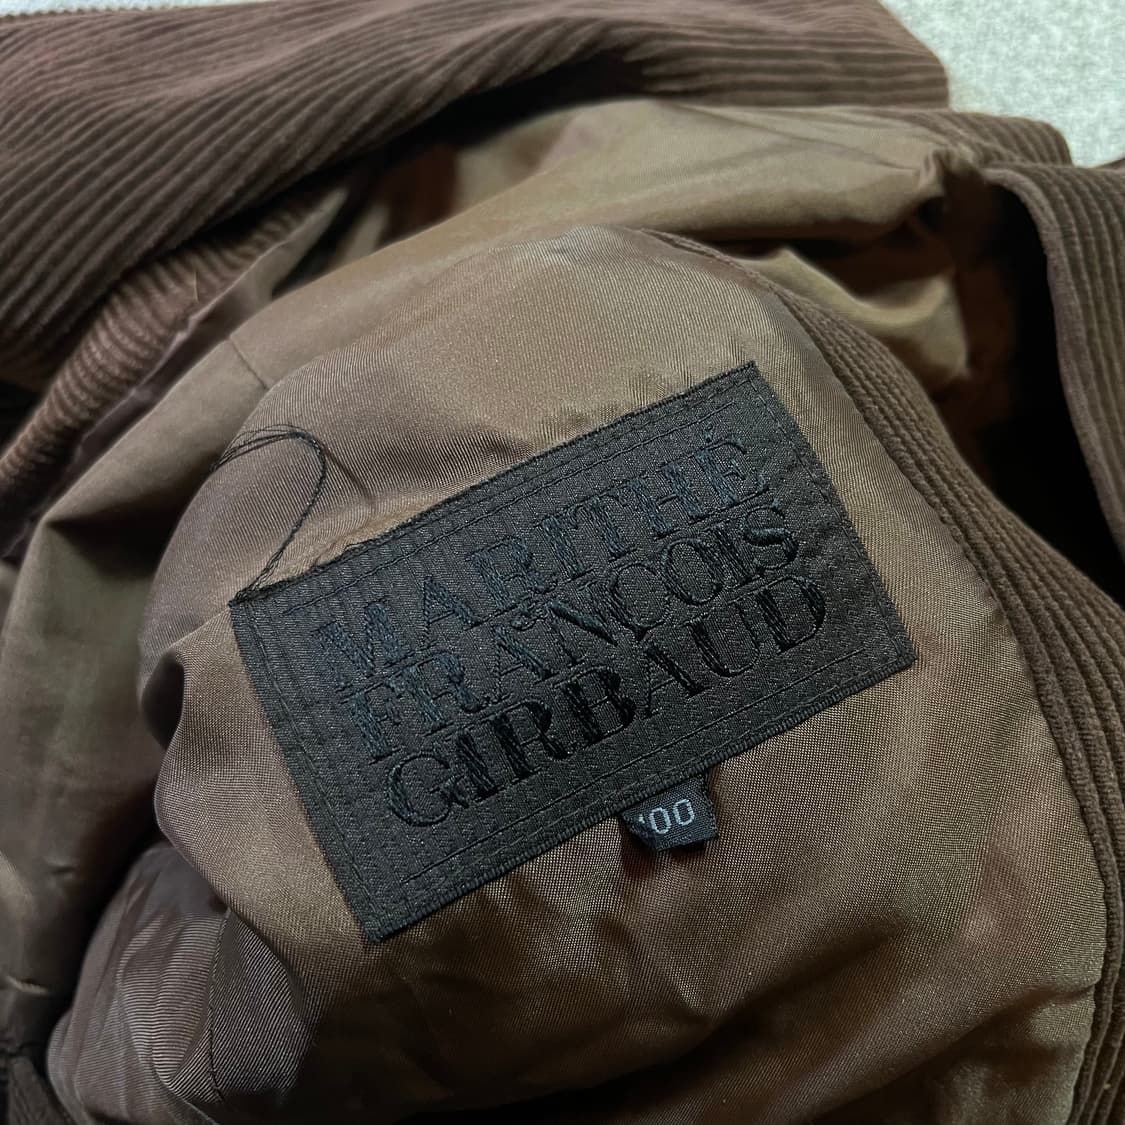 MARITHÉ
FRANÇOIS
GIRBAUD
100